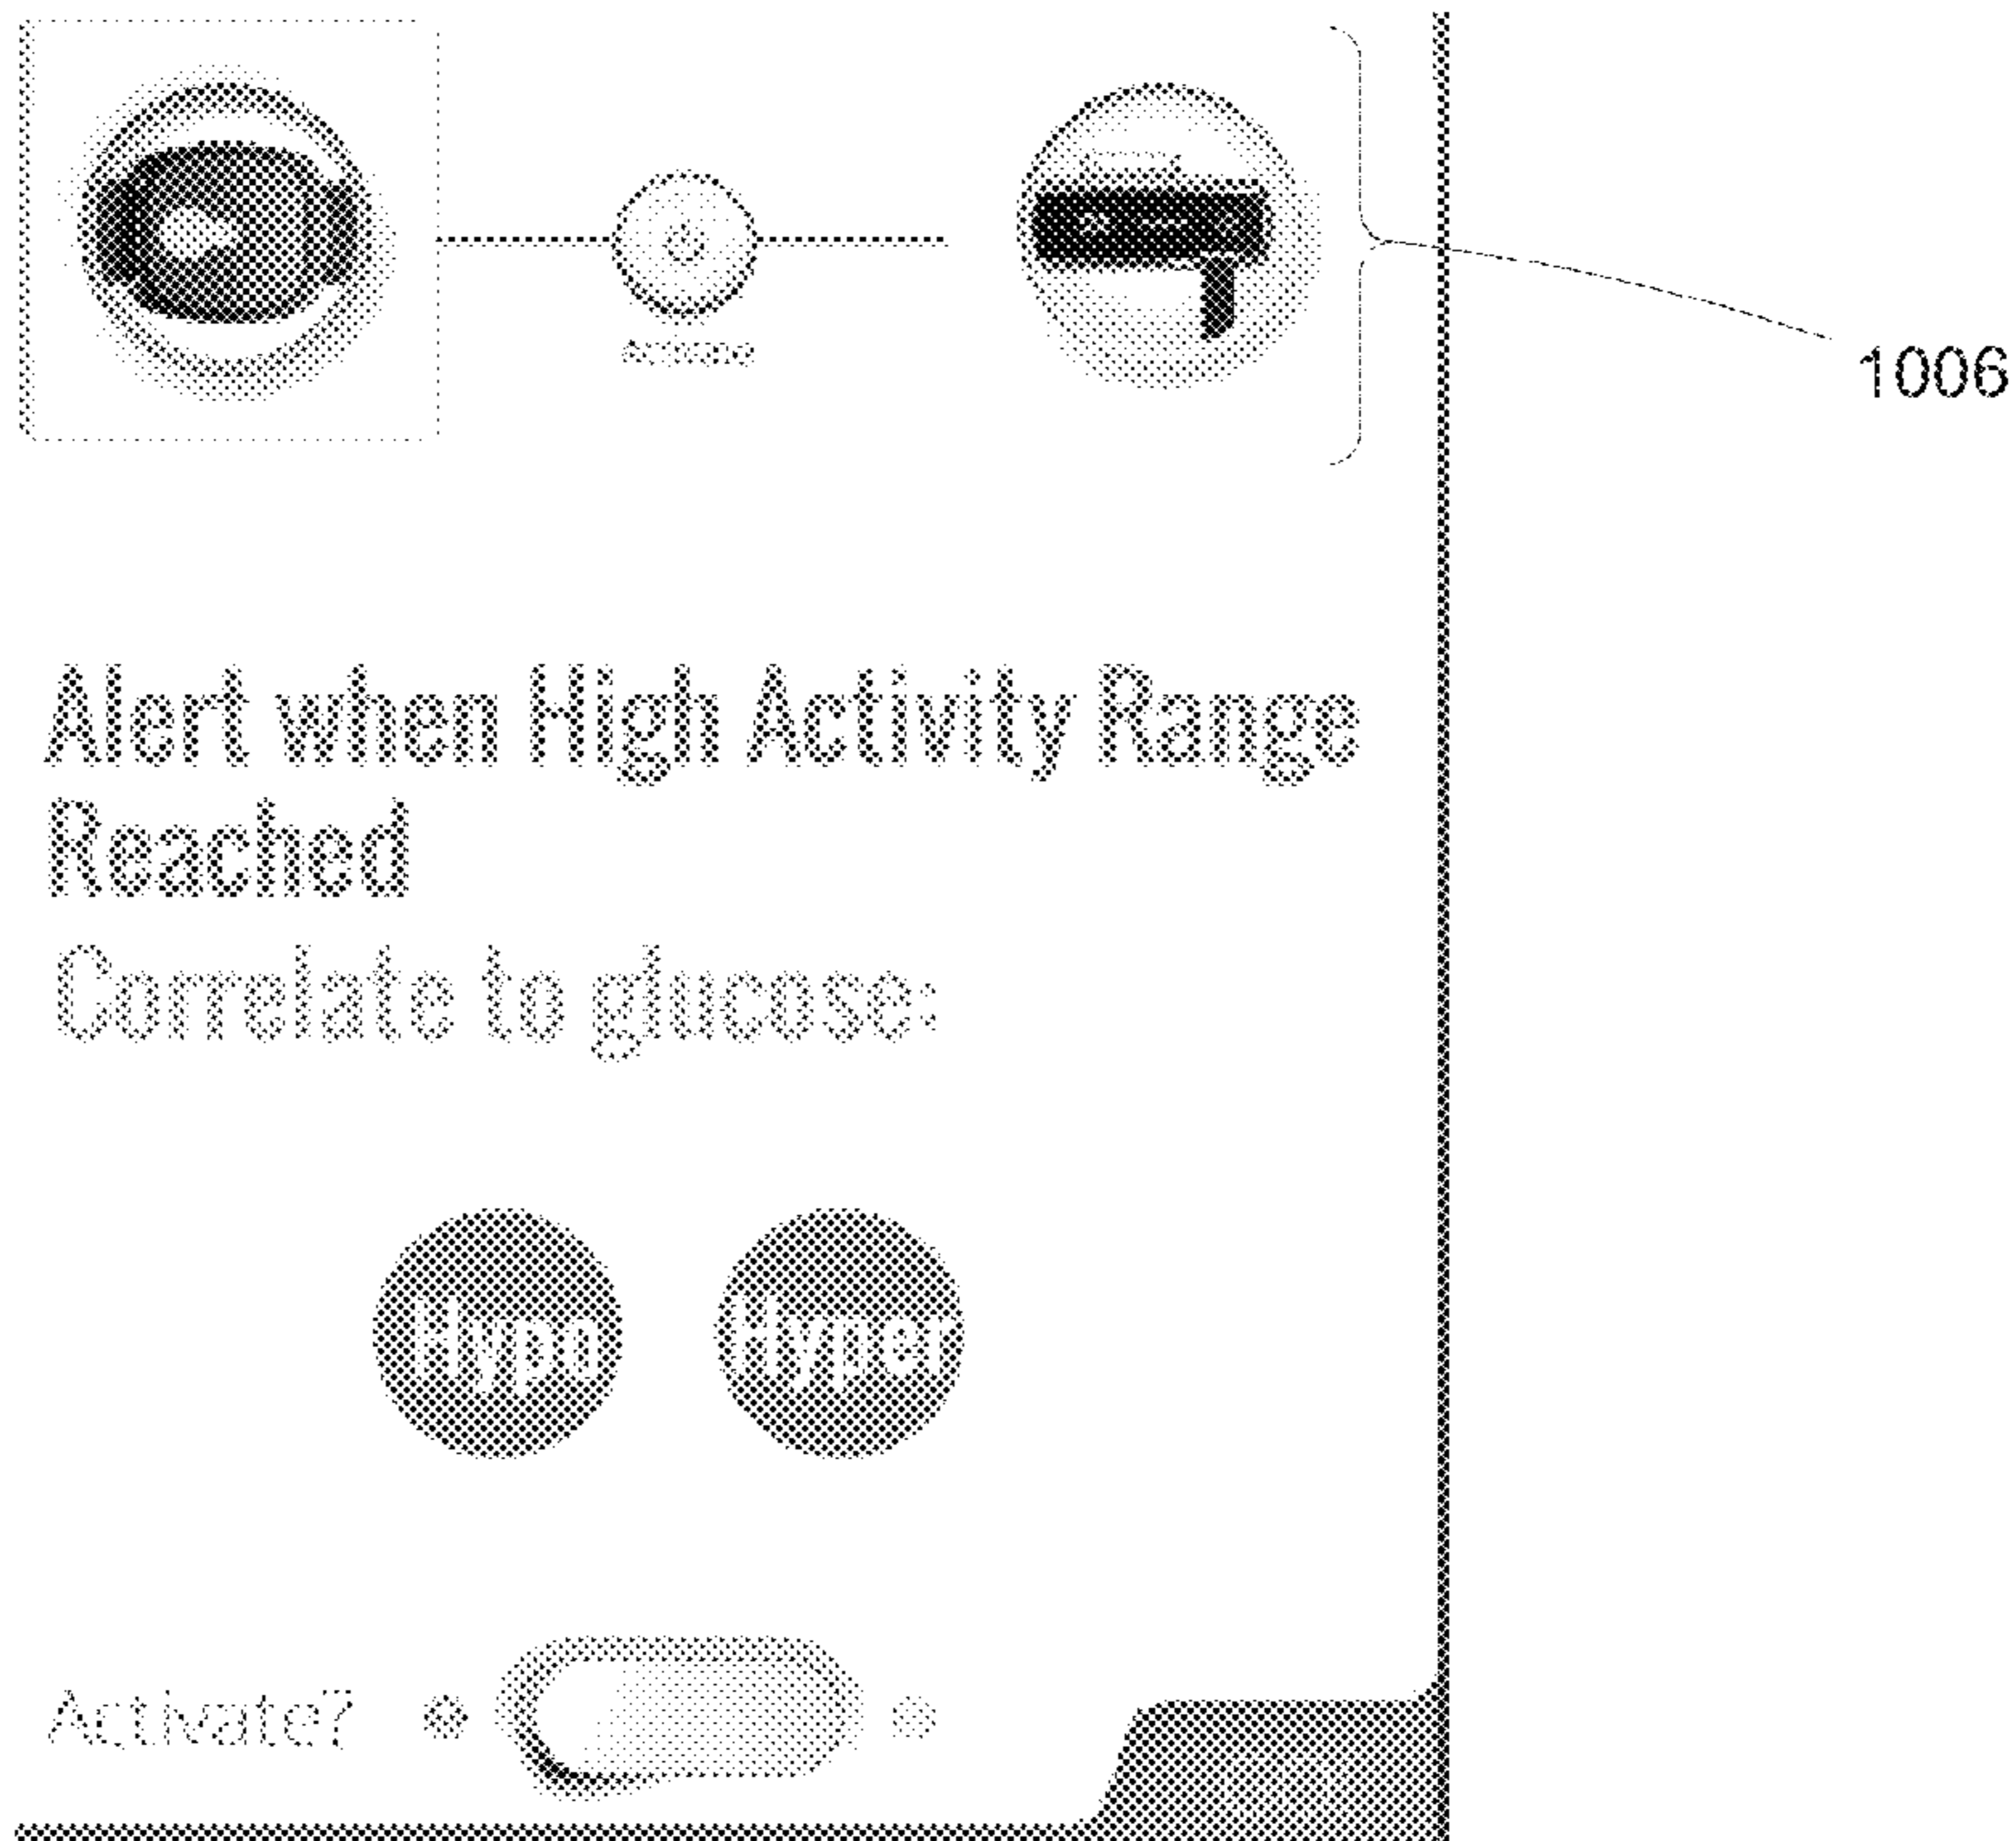 1006
Alert when High Activity Range
Reached
Correlate to glucose:
Hypo Hyper
Activate?